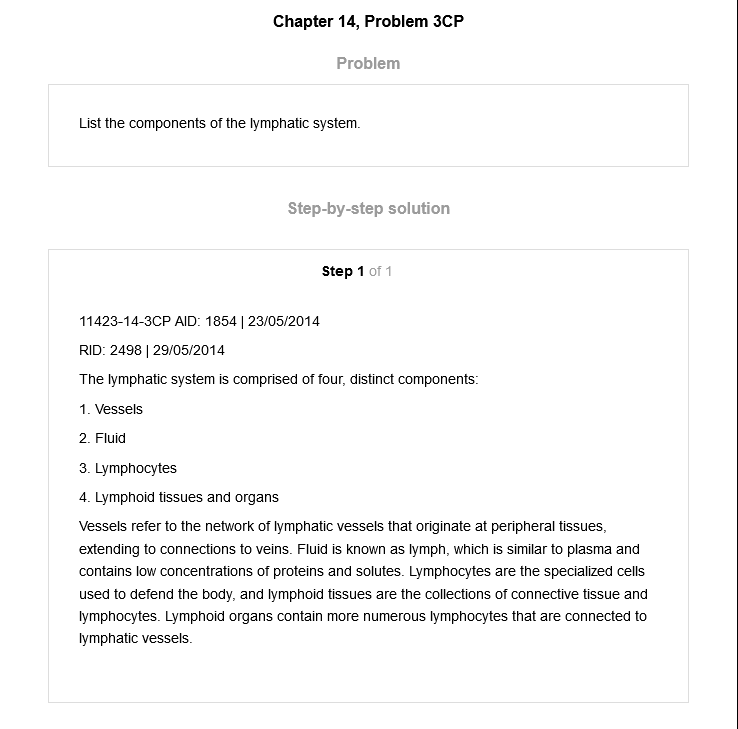 Chapter 14, Problem 3CP
Problem
List the components of the lymphatic system.
Step-by-step solution
Step 1 of 1
11423-14-3CP AID: 1854 | 23/05/2014
RID: 2498 | 29/05/2014
The lymphatic system is comprised of four, distinct components:
1. Vessels
2. Fluid
3. Lymphocytes
4. Lymphoid tissues and organs
Vessels refer to the network of lymphatic vessels that originate at peripheral tissues,
extending to connections to veins. Fluid is known as lymph, which is similar to plasma and
contains low concentrations of proteins and solutes. Lymphocytes are the specialized cells
used to defend the body, and lymphoid tissues are the collections of connective tissue and
lymphocytes. Lymphoid organs contain more numerous lymphocytes that are connected to
lymphatic vessels.